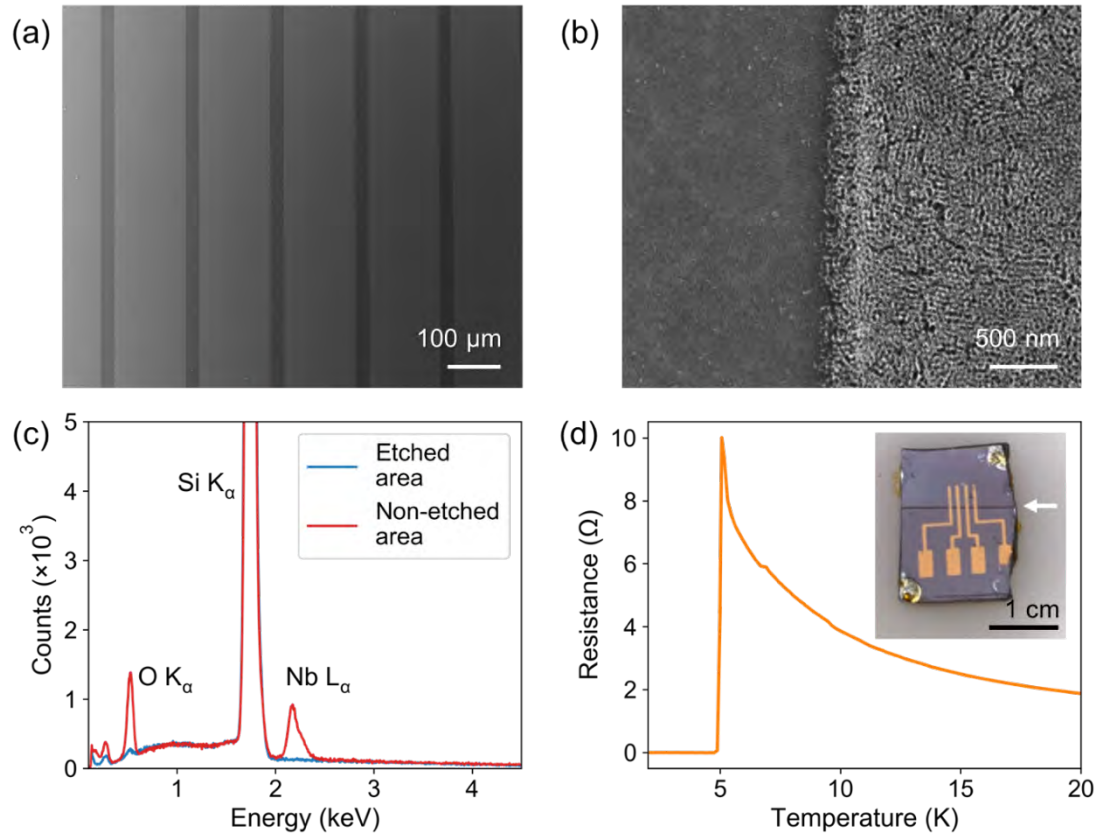 (a)
100 μm
(b)
500 nm
(c)
5
4
3
2
1
0
Counts (×10³)
Si Kα
O Kα
Nb Lα
Etched
area
Non-etched
area
1
2
3
4
Energy (keV)
(d)
10
8
6
4
2
0
Resistance (Ω)
1 cm
5
10
15
20
Temperature (K)